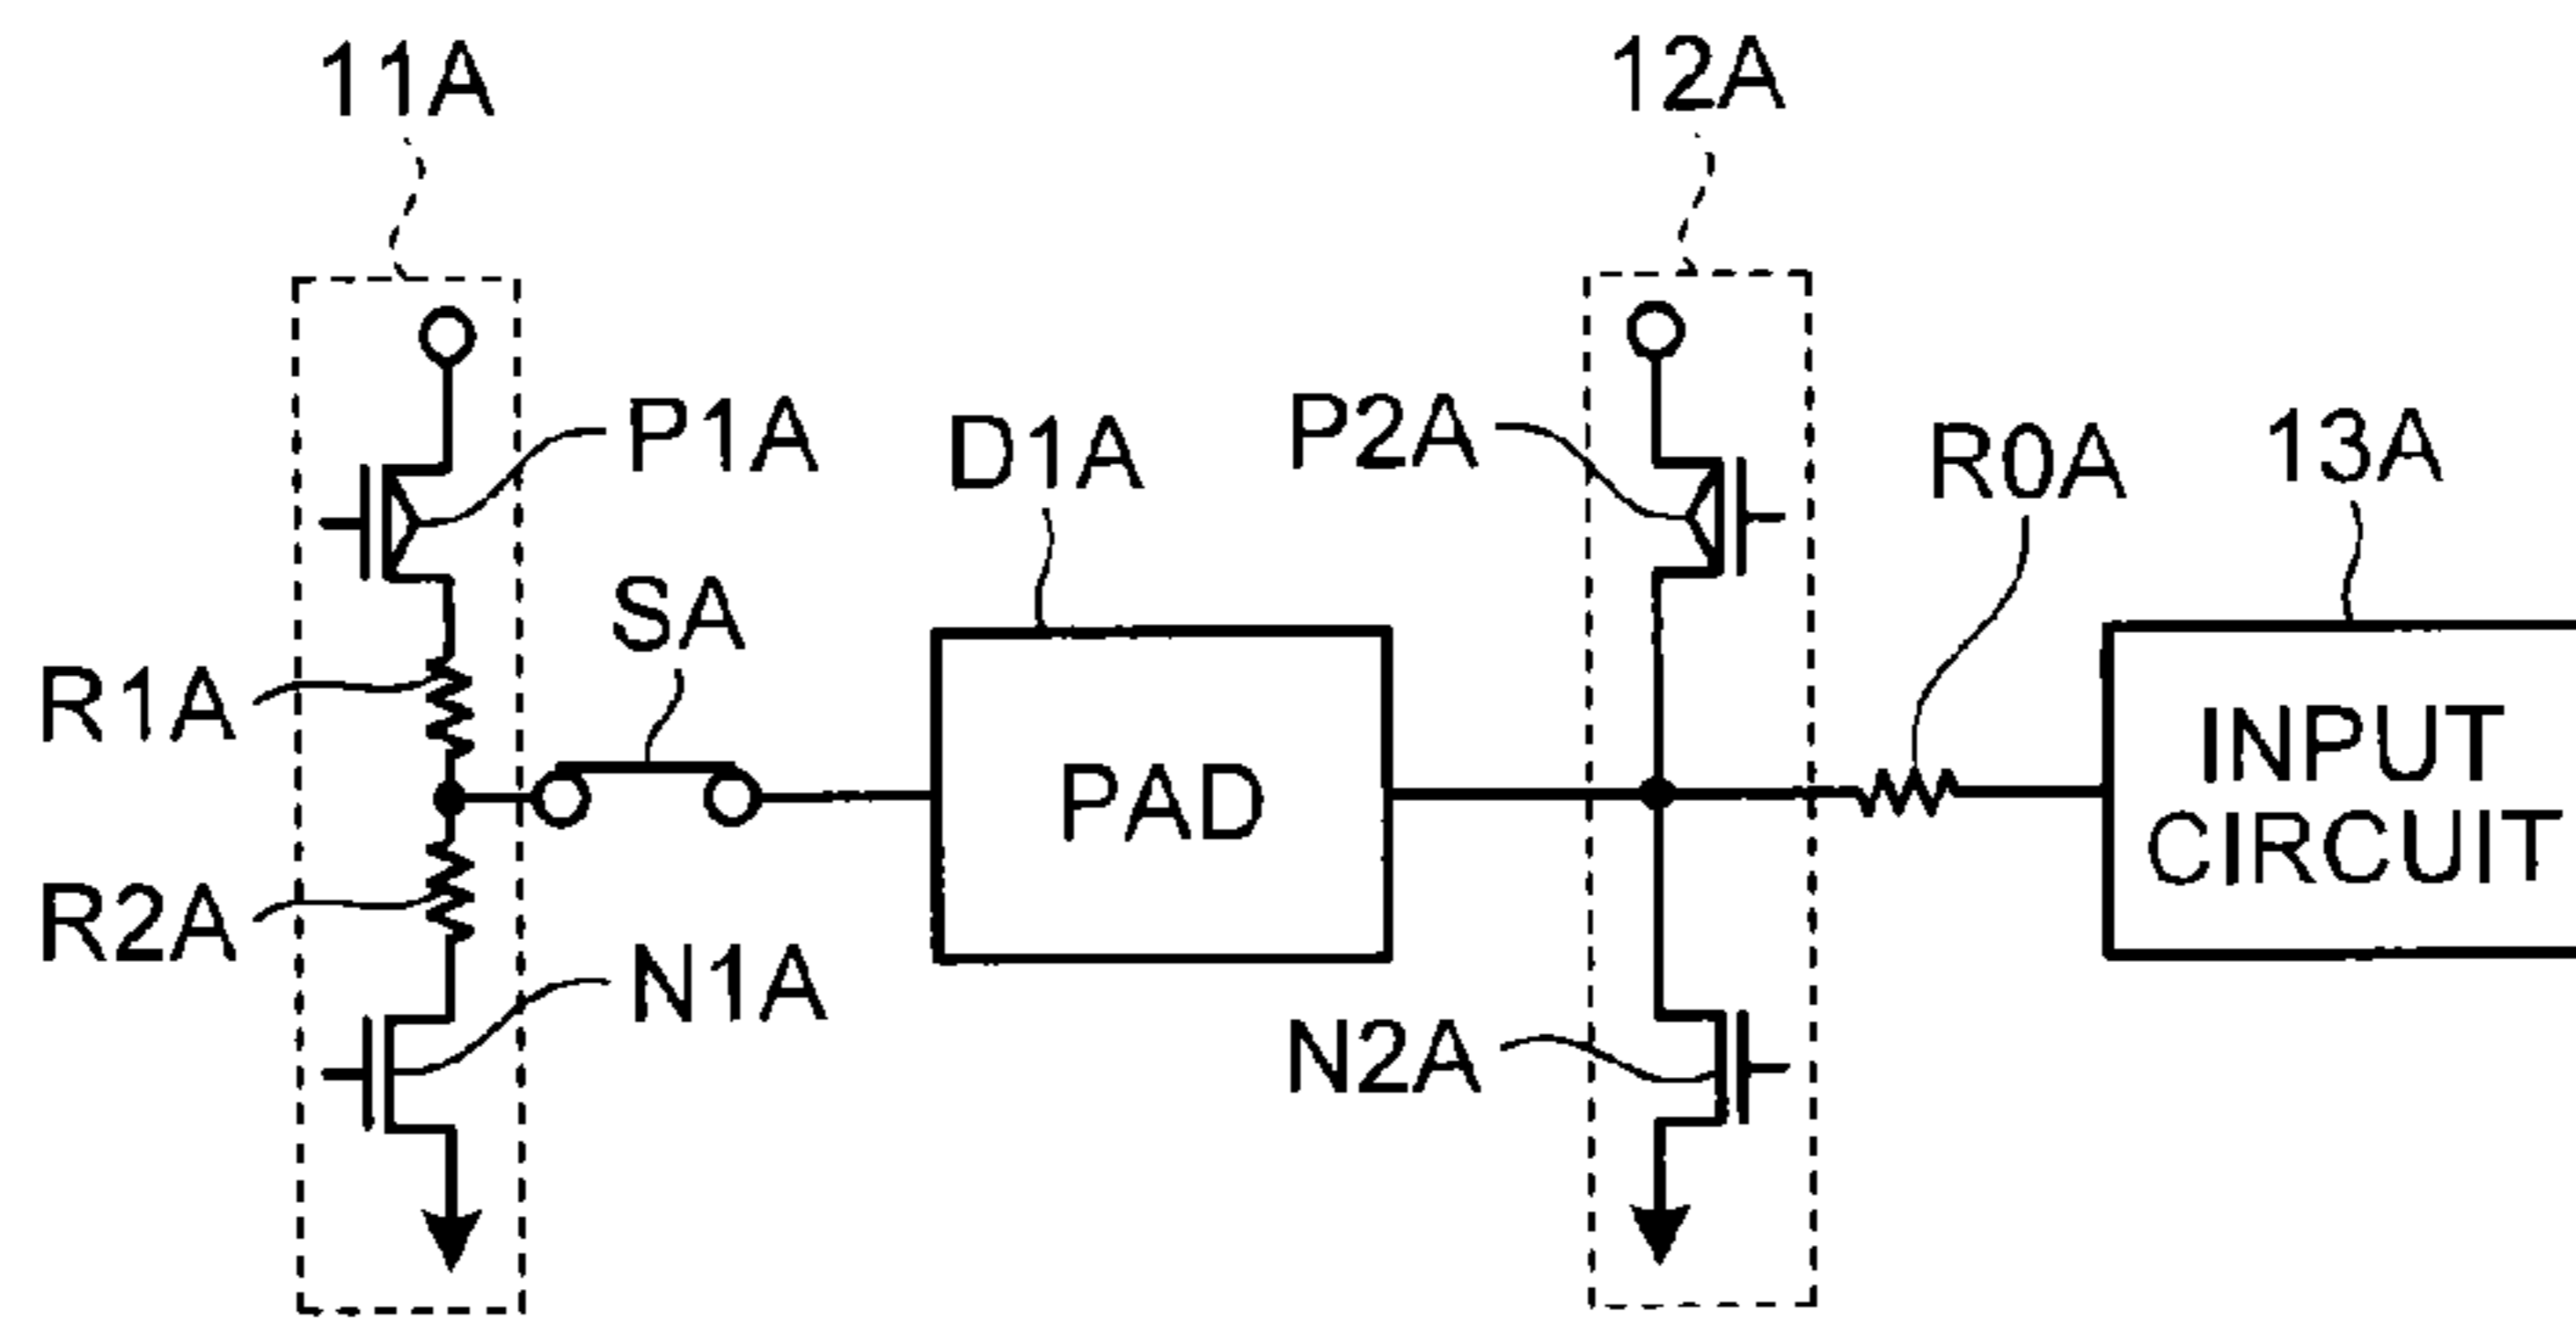 11A
12A
P1A
D1A
P2A
R0A
13A
SA
R1A
PAD
INPUT
CIRCUIT
R2A
N1A
N2A